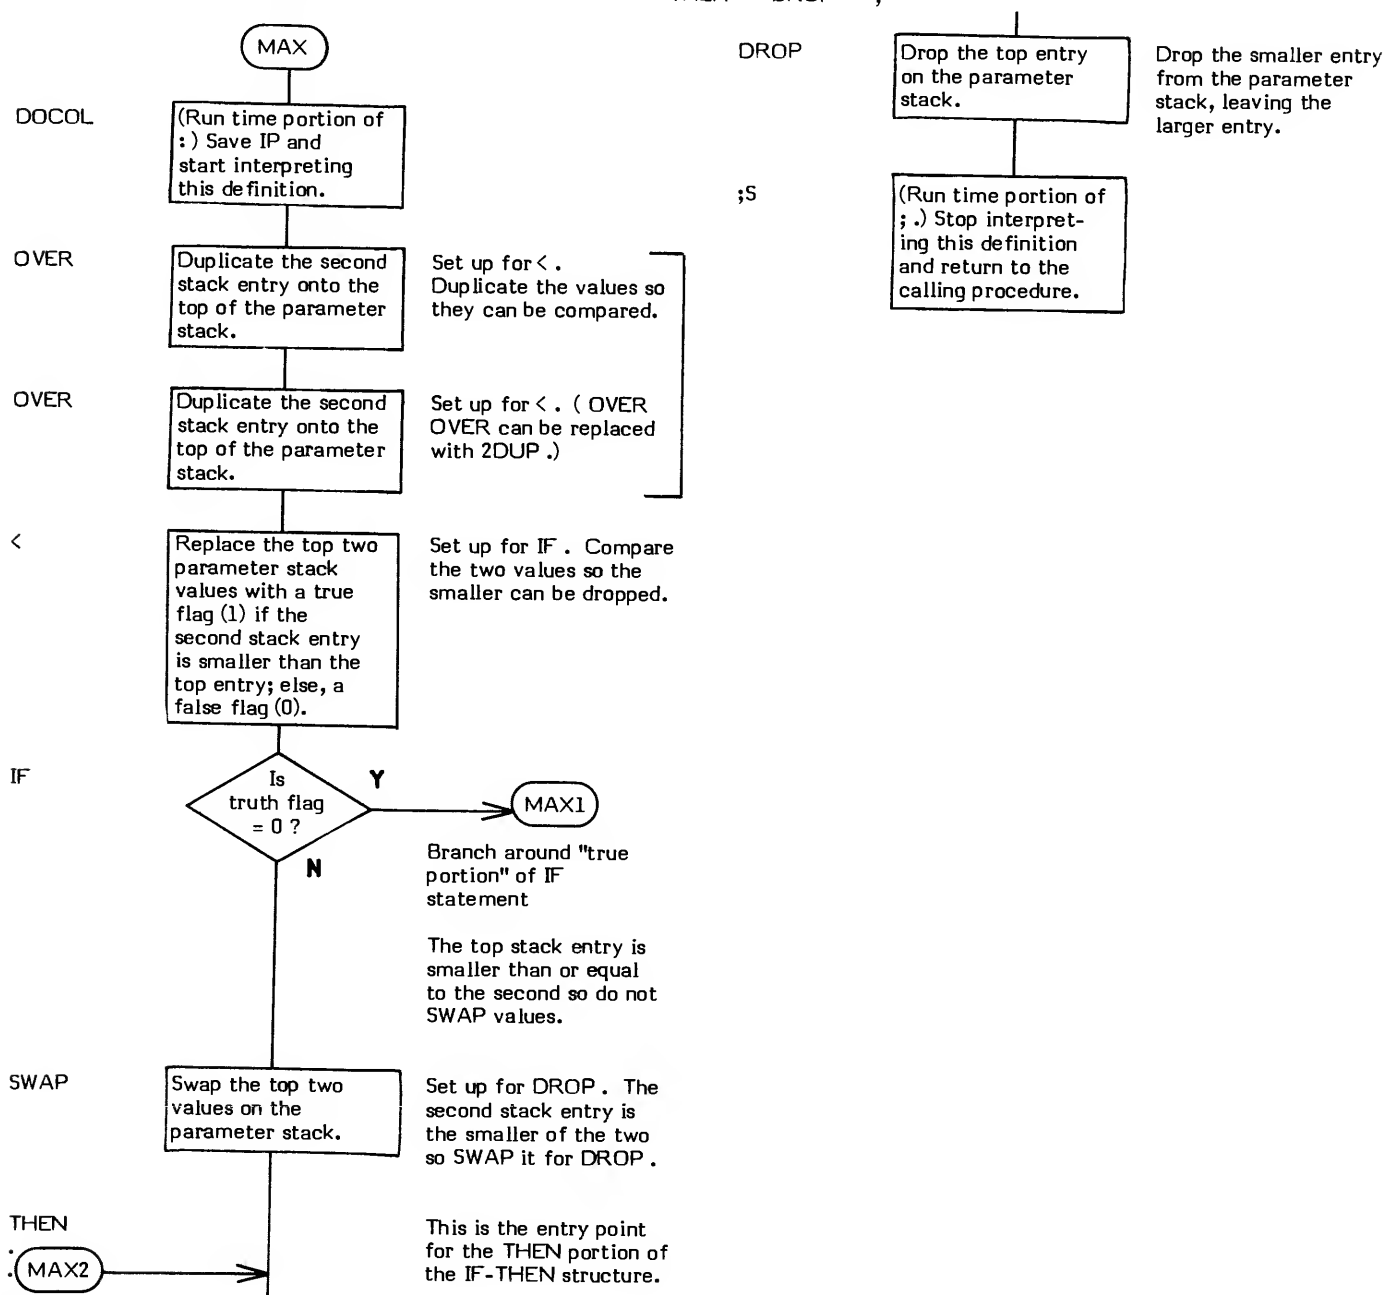 MAX
DOCOL
(Run time portion of
:) Save IP and
start interpreting
this definition.
OVER
Duplicate the second
stack entry onto the
top of the parameter
stack.
Set up for < .
Duplicate the values so
they can be compared.
OVER
Duplicate the second
stack entry onto the
top of the parameter
stack.
Set up for < . ( OVER
OVER can be replaced
with 2DUP .)
<
Replace the top two
parameter stack
values with a true
flag (1) if the
second stack entry
is smaller than the
top entry; else, a
false flag (0).
Set up for IF . Compare
the two values so the
smaller can be dropped.
IF
Is
truth flag
= 0 ?
Y
MAX1
N
Branch around "true
portion" of IF
statement
The top stack entry is
smaller than or equal
to the second so do not
SWAP values.
SWAP
Swap the top two
values on the
parameter stack.
Set up for DROP . The
second stack entry is
the smaller of the two
so SWAP it for DROP .
THEN
:
MAX2
This is the entry point
for the THEN portion of
the IF-THEN structure.
DROP
Drop the top entry
on the parameter
stack.
Drop the smaller entry
from the parameter
stack, leaving the
larger entry.
;S
(Run time portion of
; .) Stop interpret-
ing this definition
and return to the
calling procedure.